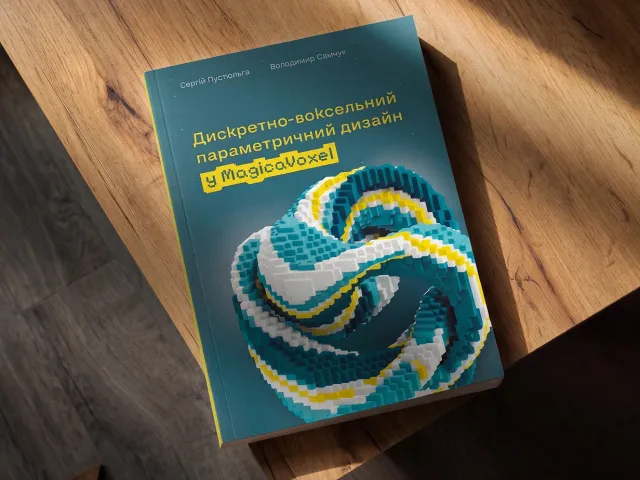 Сергій Пустюльга
Володимир Самчук
Дискретно-воксельний
параметричний дизайн
у MagicaVoxel